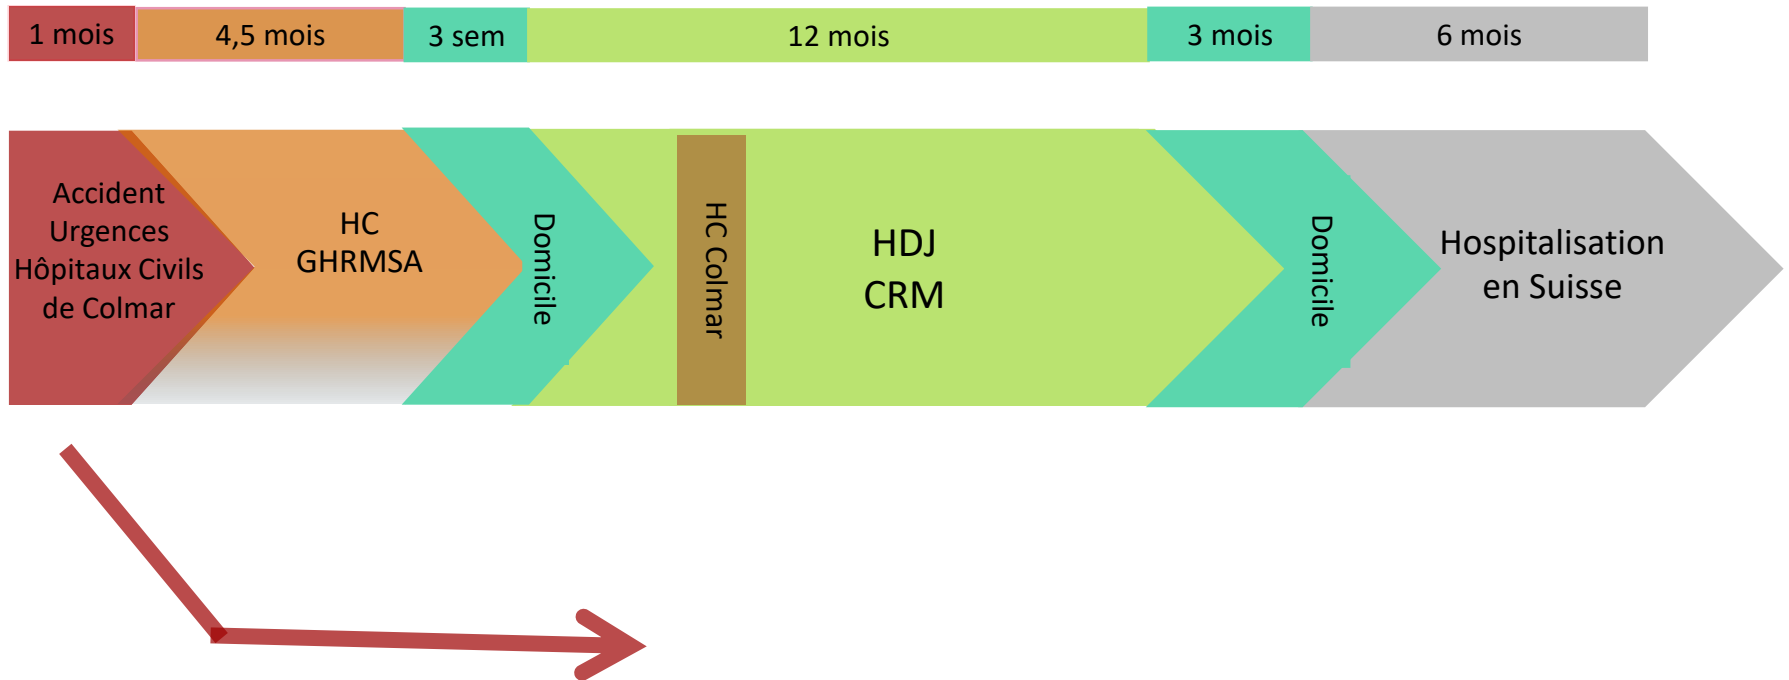 1 mois
4,5 mois
3 sem
12 mois
3 mois
6 mois
Accident
Urgences
Hôpitaux Civils
de Colmar
HC
GHRMSA
Domicile
HC Colmar
HDJ
CRM
Domicile
Hospitalisation
en Suisse